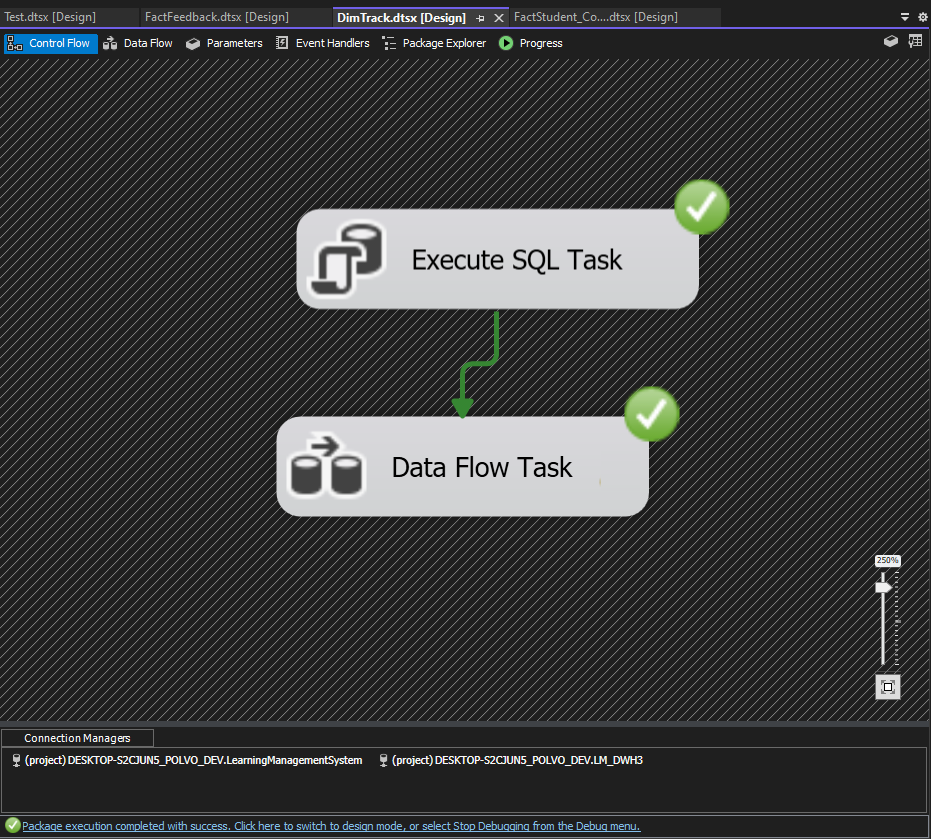 Test.dtsx [Design] FactFeedback.dtsx [Design] DimTrack.dtsx [Design] FactStudent_Co....dtsx [Design]
Control Flow Data Flow Parameters Event Handlers Package Explorer Progress
Execute SQL Task
Data Flow Task
250%
Connection Managers
(project) DESKTOP-S2CJUN5_POLVO_DEV.LearningManagementSystem (project) DESKTOP-S2CJUN5_POLVO_DEV.LM_DWH3
Package execution completed with success. Click here to switch to design mode, or select Stop Debugging from the Debug menu.